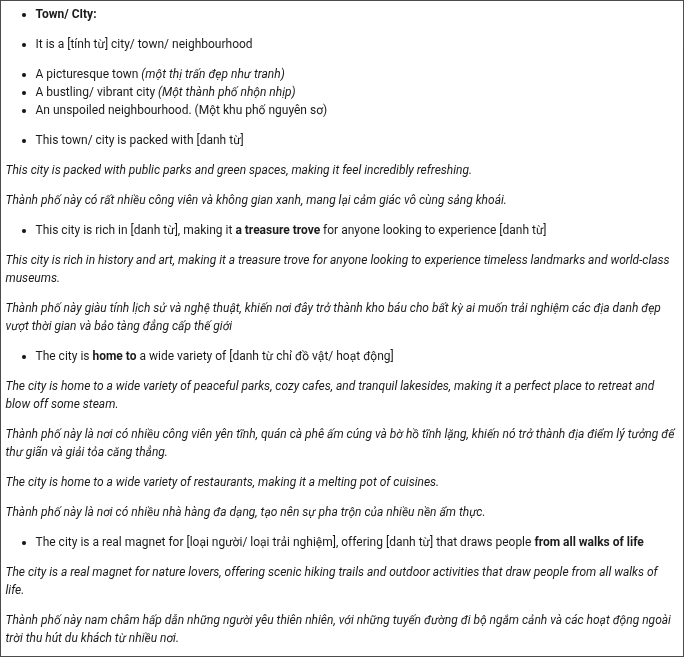 Town/ City:
It is a [tính từ] city/ town/ neighbourhood
A picturesque town (một thị trấn đẹp như tranh)
A bustling/ vibrant city (Một thành phố nhộn nhịp)
An unspoiled neighbourhood. (Một khu phố nguyên sơ)
This town/ city is packed with [danh từ]
This city is packed with public parks and green spaces, making it feel incredibly refreshing.
Thành phố này có rất nhiều công viên và không gian xanh, mang lại cảm giác vô cùng sảng khoái.
This city is rich in [danh từ], making it a treasure trove for anyone looking to experience [danh từ]
This city is rich in history and art, making it a treasure trove for anyone looking to experience timeless landmarks and world-class
museums.
Thành phố này giàu tính lịch sử và nghệ thuật, khiến nơi đây trở thành kho báu cho bất kỳ ai muốn trải nghiệm các địa danh đẹp
vượt thời gian và bảo tàng đẳng cấp thế giới
The city is home to a wide variety of [danh từ chỉ đồ vật/ hoạt động]
The city is home to a wide variety of peaceful parks, cozy cafes, and tranquil lakesides, making it a perfect place to retreat and
blow off some steam.
Thành phố này là nơi có nhiều công viên yên tĩnh, quán cà phê ấm cúng và bờ hồ tĩnh lặng, khiến nó trở thành địa điểm lý tưởng để
thư giãn và giải tỏa căng thẳng.
The city is home to a wide variety of restaurants, making it a melting pot of cuisines.
Thành phố này là nơi có nhiều nhà hàng đa dạng, tạo nên sự pha trộn của nhiều nền ẩm thực.
The city is a real magnet for [loại người/ loại trải nghiệm], offering [danh từ] that draws people from all walks of life
The city is a real magnet for nature lovers, offering scenic hiking trails and outdoor activities that draw people from all walks of
life.
Thành phố này nam châm hấp dẫn những người yêu thiên nhiên, với những tuyến đường đi bộ ngắm cảnh và các hoạt động ngoài
trời thu hút du khách từ nhiều nơi.